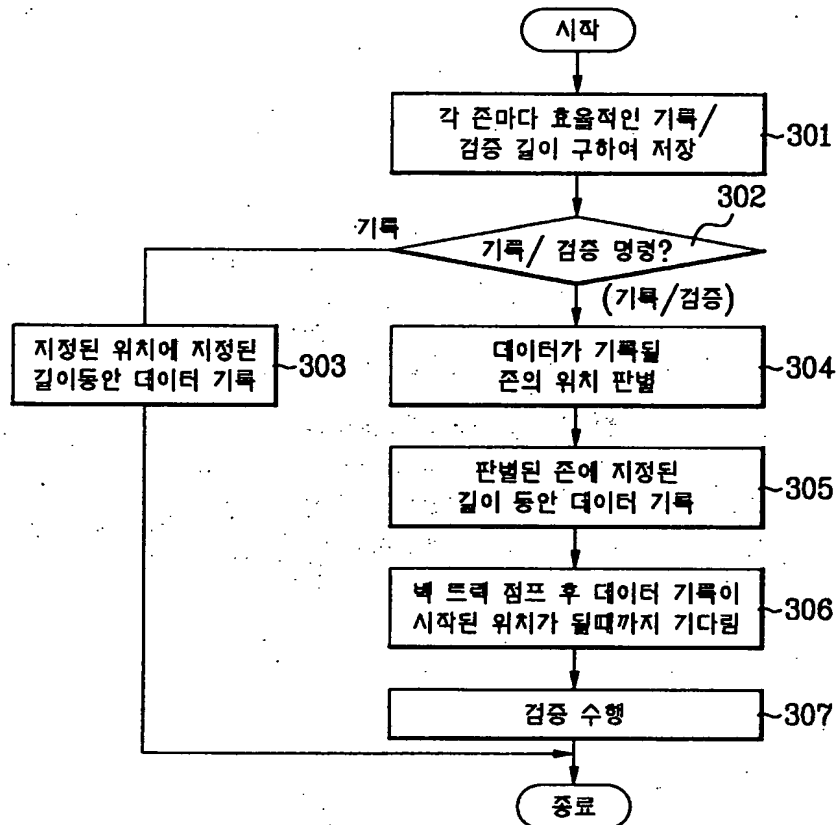 시작
각 존마다 효율적인 기록/
검증 길이 구하여 저장
301
302
기록
기록/ 검증 명령?
(기록/검증)
지정된 위치에 지정된
길이동안 데이터 기록
303
데이터가 기록될
존의 위치 판별
304
판별된 존에 지정된
길이 동안 데이터 기록
305
백 트랙 점프 후 데이터 기록이
시작된 위치가 될때까지 기다림
306
검증 수행
307
종료